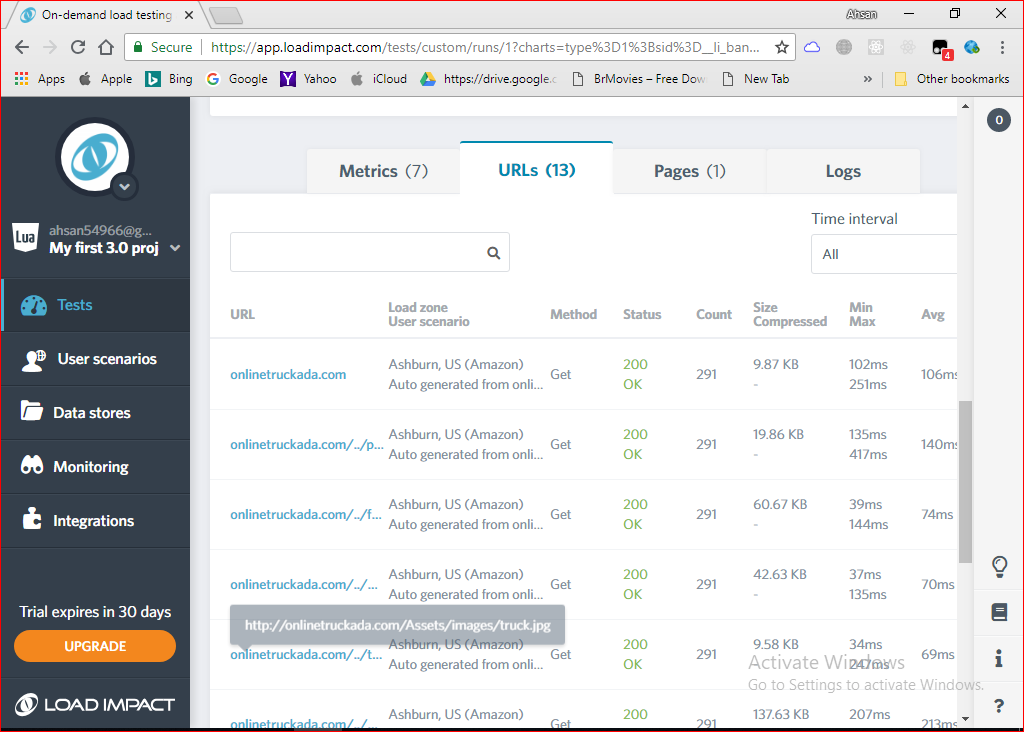 On-demand load testing
Ahsan
Secure
https://app.loadimpact.com/tests/custom/runs/1?charts=type%3D1%3Bsid%3D__li_ban...
4
Apps
Apple
Bing
Google
Yahoo
iCloud
https://drive.google.c
BrMovies – Free Dow
New Tab
»
Other bookmarks
0
Metrics (7)
URLs (13)
Pages (1)
Logs
Lua
ahsan54966@g...
My first 3.0 proj
Time interval
All
Tests
User scenarios
Data stores
Monitoring
Integrations
Trial expires in 30 days
UPGRADE
LOAD IMPACT
URL
Load zone
User scenario
Method
Status
Count
Size
Compressed
Min
Max
Avg
onlinetruckada.com
Ashburn, US (Amazon)
Auto generated from onli...
Get
200
OK
291
9.87 KB
-
102ms
251ms
106ms
onlinetruckada.com/../p...
Ashburn, US (Amazon)
Auto generated from onli...
Get
200
OK
291
19.86 KB
-
135ms
417ms
140ms
onlinetruckada.com/../f...
Ashburn, US (Amazon)
Auto generated from onli...
Get
200
OK
291
60.67 KB
-
39ms
144ms
74ms
onlinetruckada.com/../...
Ashburn, US (Amazon)
Auto generated from onli...
Get
200
OK
291
42.63 KB
-
37ms
135ms
70ms
http://onlinetruckada.com/Assets/images/truck.jpg
onlinetruckada.com/../t...
Ashburn, US (Amazon)
Auto generated from onli...
Get
200
OK
291
9.58 KB
-
34ms
247ms
69ms
Activate Windows
Go to Settings to activate Windows.
onlinetruckada.com/../...
Ashburn, US (Amazon)
Auto generated from onli...
Get
200
291
137.63 KB
207ms
213ms
?